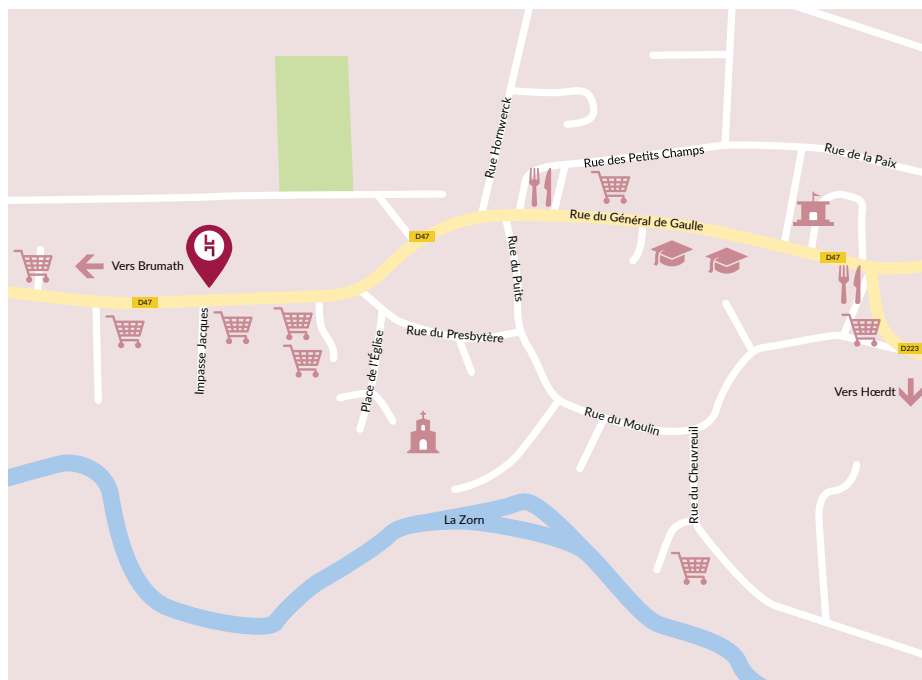 Rue Hornwerck
Rue des Petits Champs
Rue de la Paix
Rue du Général de Gaulle
D47
Rue du Puits
D47
Vers Brumath
D47
Impasse Jacques
Place de l'Église
Rue du Presbytère
D223
Vers Hœrdt
Rue du Moulin
Rue du Cheuvreuil
La Zorn